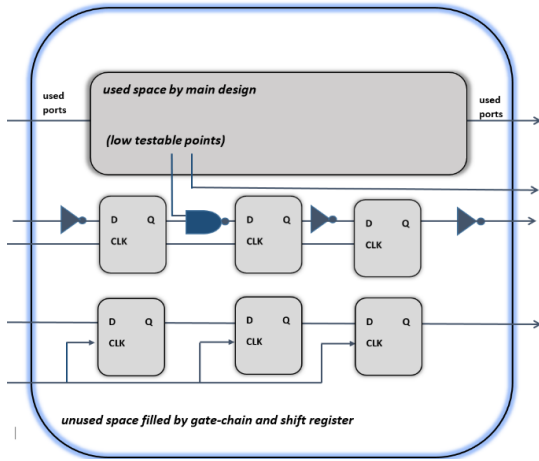 used space by main design
used
ports
used
ports
(low testable points)
D Q
CLK
D Q
CLK
D Q
CLK
D Q
CLK
D Q
CLK
D Q
CLK
unused space filled by gate-chain and shift register